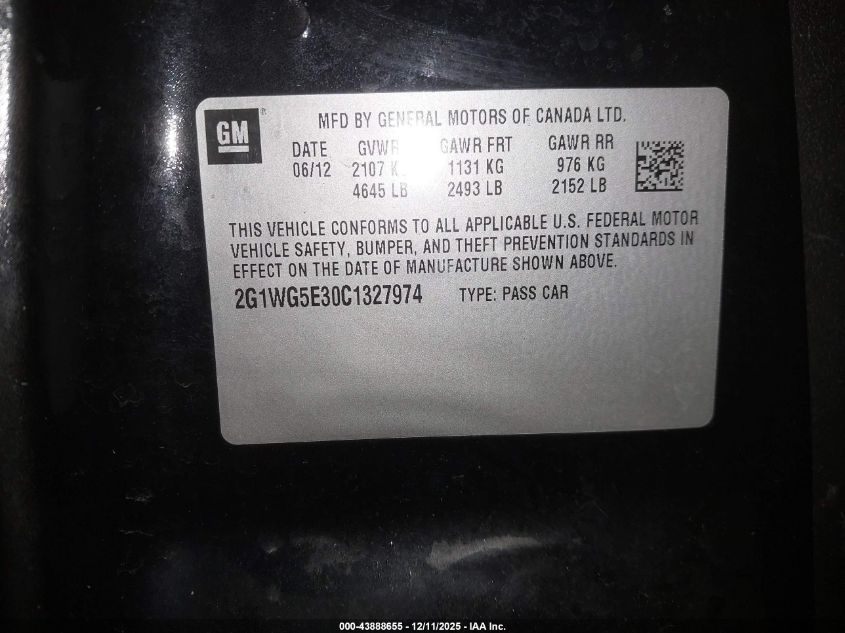 GM
MFD BY GENERAL MOTORS OF CANADA LTD.
DATE GVWR GAWR FRT GAWR RR
06/12 2107 K 1131 KG 976 KG
4645 LB 2493 LB 2152 LB
THIS VEHICLE CONFORMS TO ALL APPLICABLE U.S. FEDERAL MOTOR
VEHICLE SAFETY, BUMPER, AND THEFT PREVENTION STANDARDS IN
EFFECT ON THE DATE OF MANUFACTURE SHOWN ABOVE.
2G1WG5E30C1327974 TYPE: PASS CAR
000-43888655 - 12/11/2025 - IAA Inc.